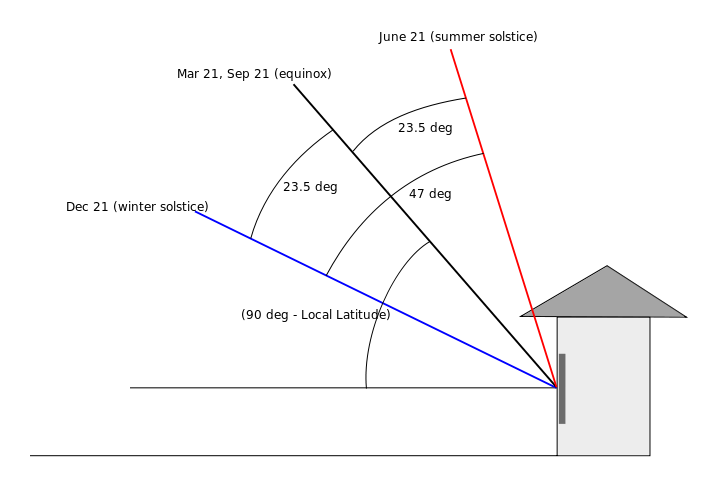 June 21 (summer solstice)
Mar 21, Sep 21 (equinox)
23.5 deg
23.5 deg
47 deg
Dec 21 (winter solstice)
(90 deg - Local Latitude)